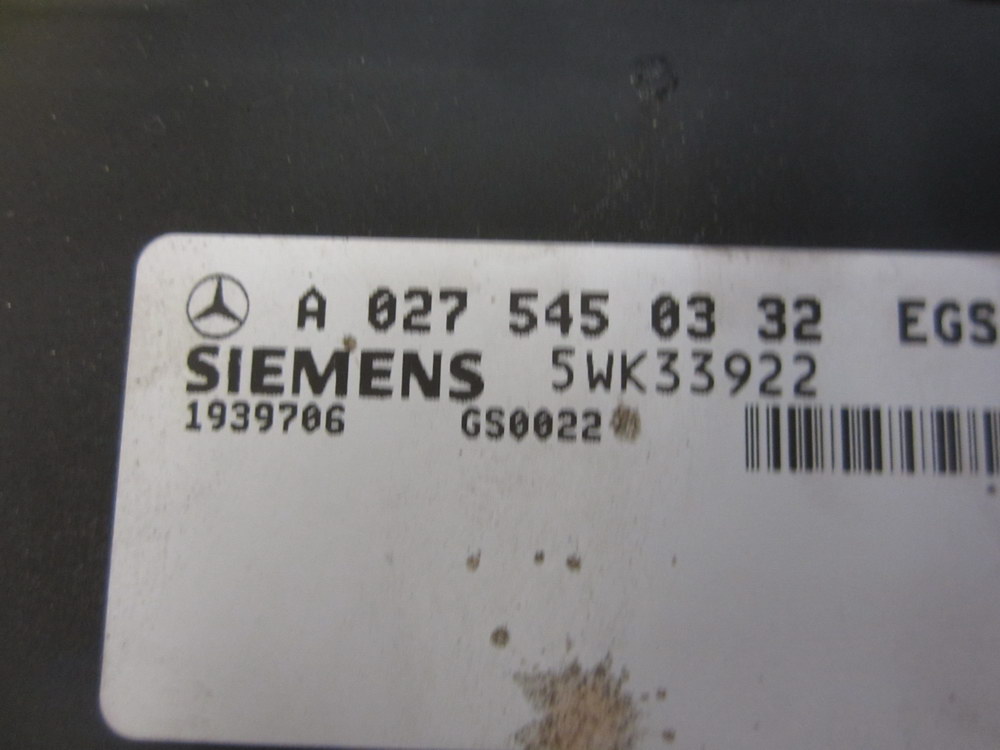 A 027 545 03 32 EGS
SIEMENS 5WK33922
1939706 GS0022